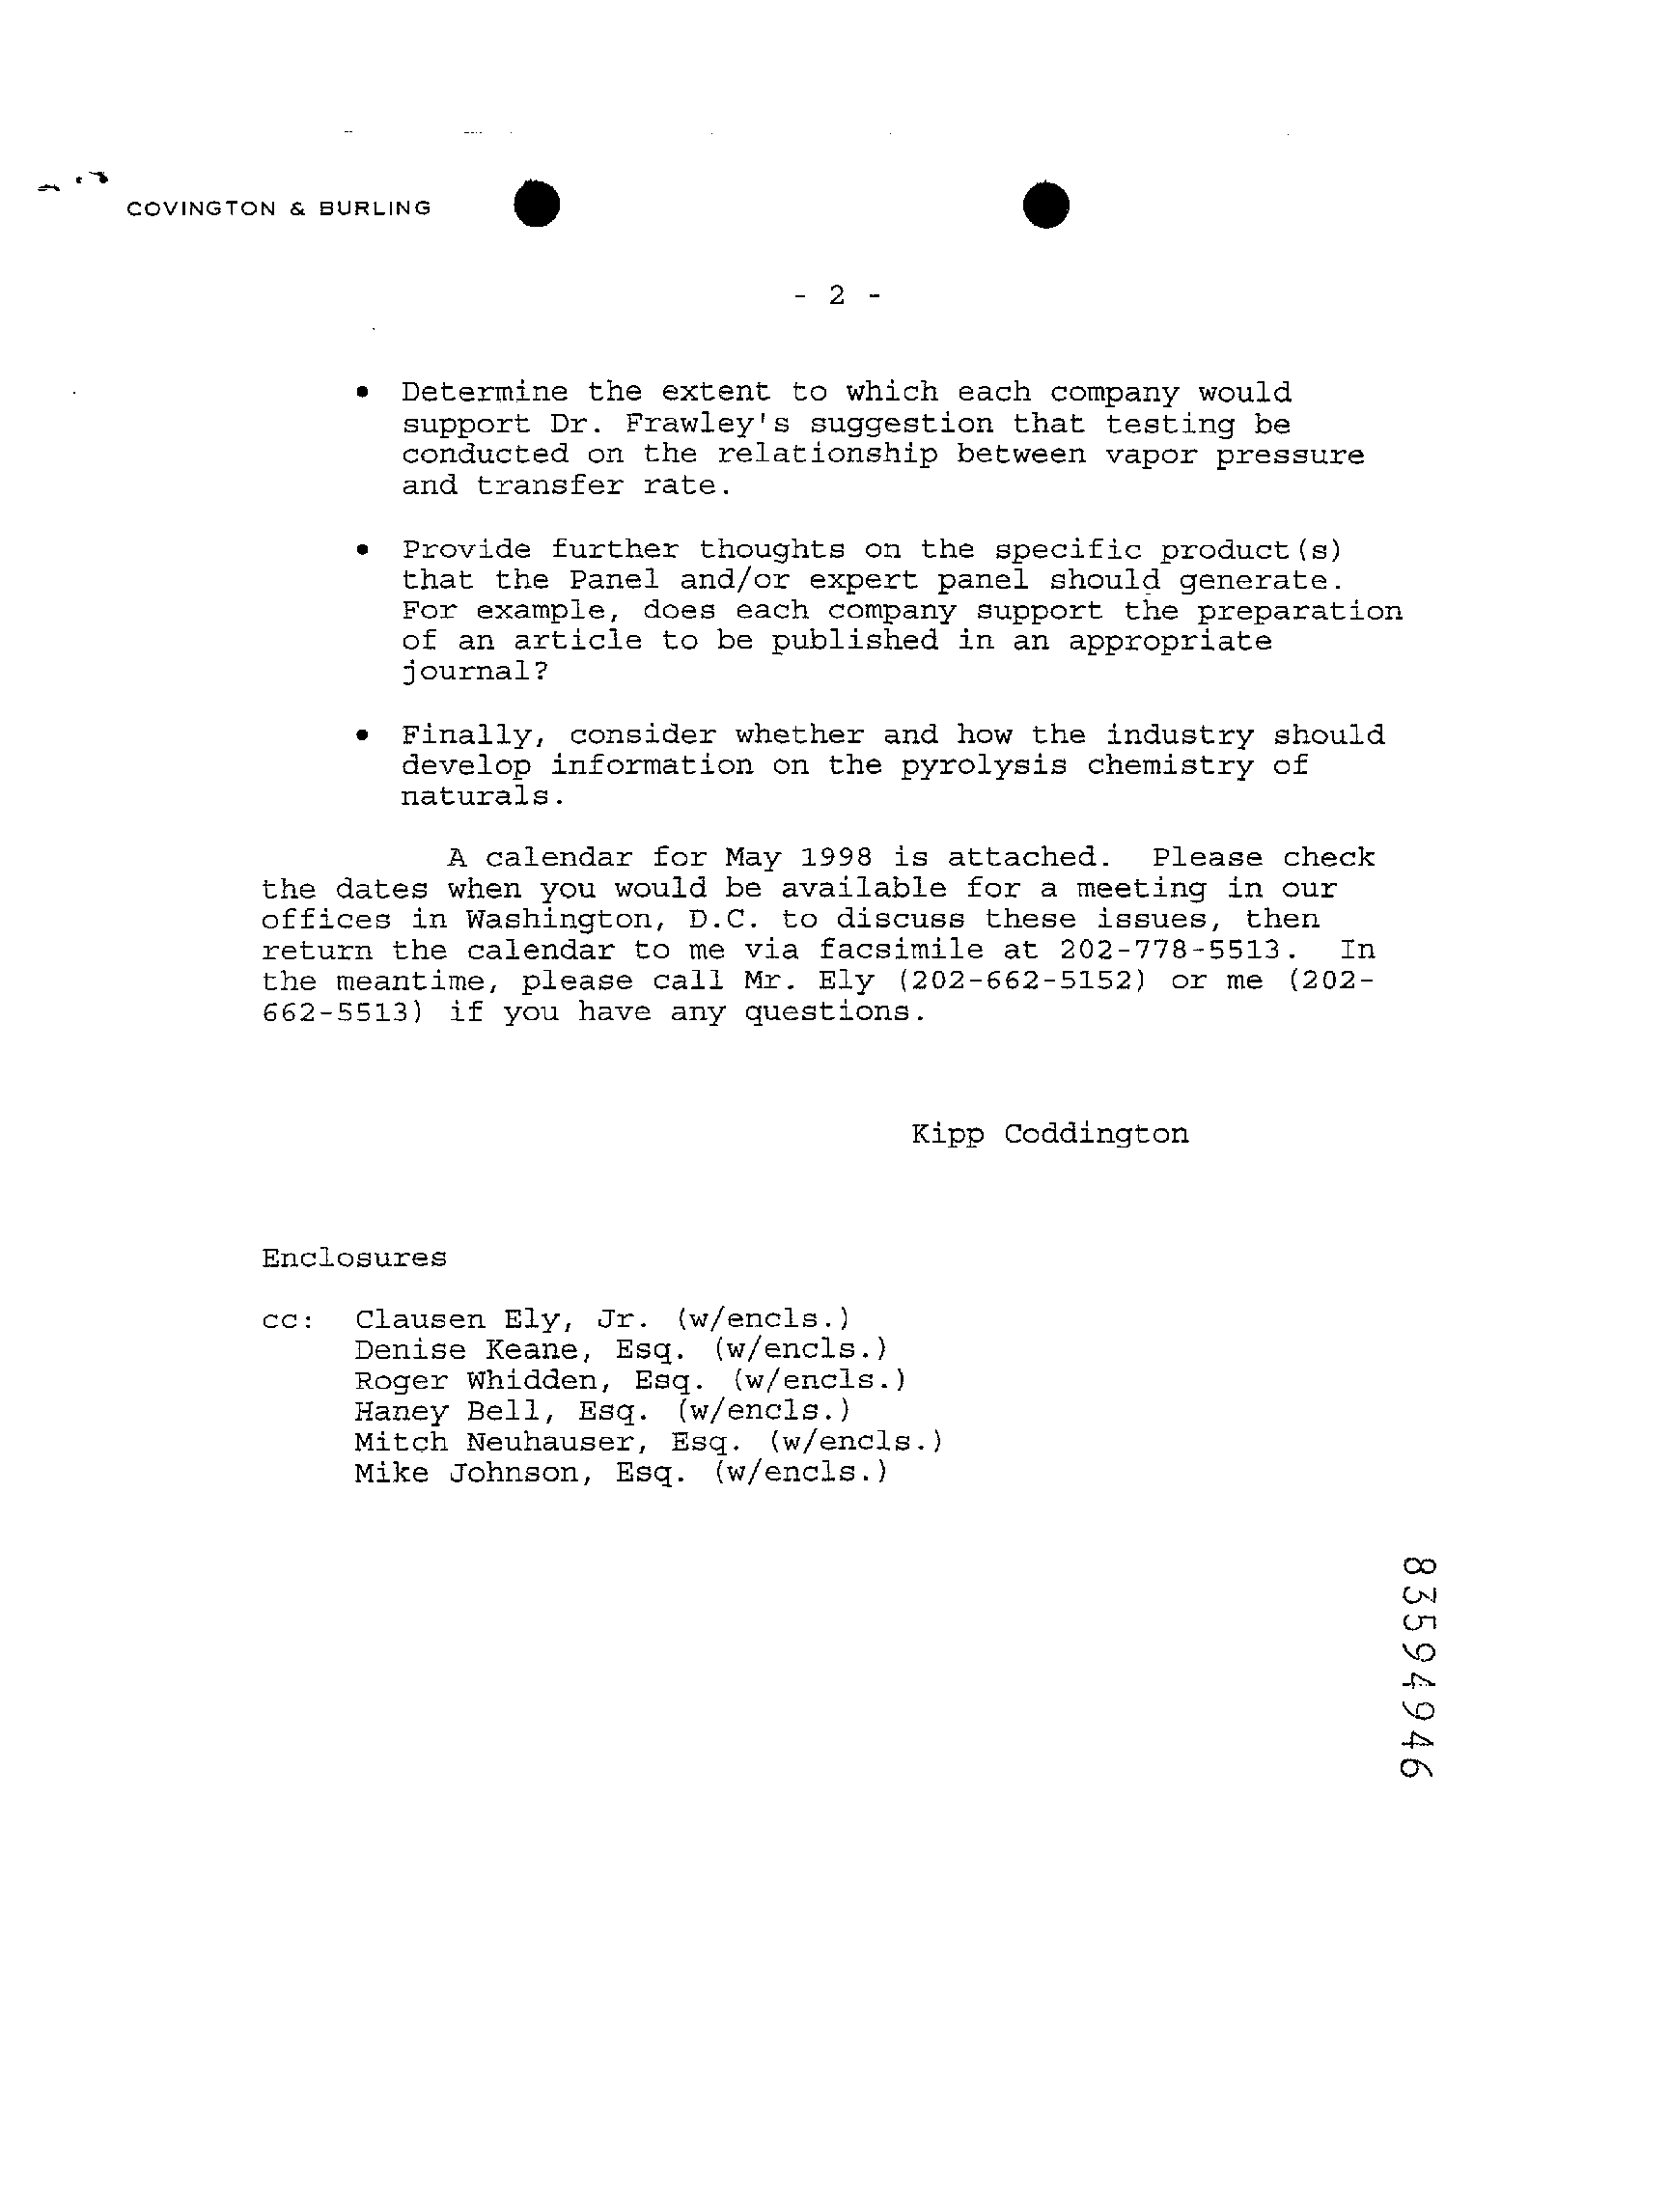 COVINGTON & BURLING
- 2 -
• Determine the extent to which each company would
support Dr. Frawley's suggestion that testing be
conducted on the relationship between vapor pressure
and transfer rate.
• Provide further thoughts on the specific product(s)
that the Panel and/or expert panel should generate.
For example, does each company support the preparation
of an article to be published in an appropriate
journal?
• Finally, consider whether and how the industry should
develop information on the pyrolysis chemistry of
naturals.
A calendar for May 1998 is attached. Please check
the dates when you would be available for a meeting in our
offices in Washington, D.C. to discuss these issues, then
return the calendar to me via facsimile at 202-778-5513. In
the meantime, please call Mr. Ely (202-662-5152) or me (202-
662-5513) if you have any questions.
Kipp Coddington
Enclosures
cc: Clausen Ely, Jr. (w/encls.)
Denise Keane, Esq. (w/encls.)
Roger Whidden, Esq. (w/encls.)
Haney Bell, Esq. (w/encls.)
Mitch Neuhauser, Esq. (w/encls.)
Mike Johnson, Esq. (w/encls.)
83594946